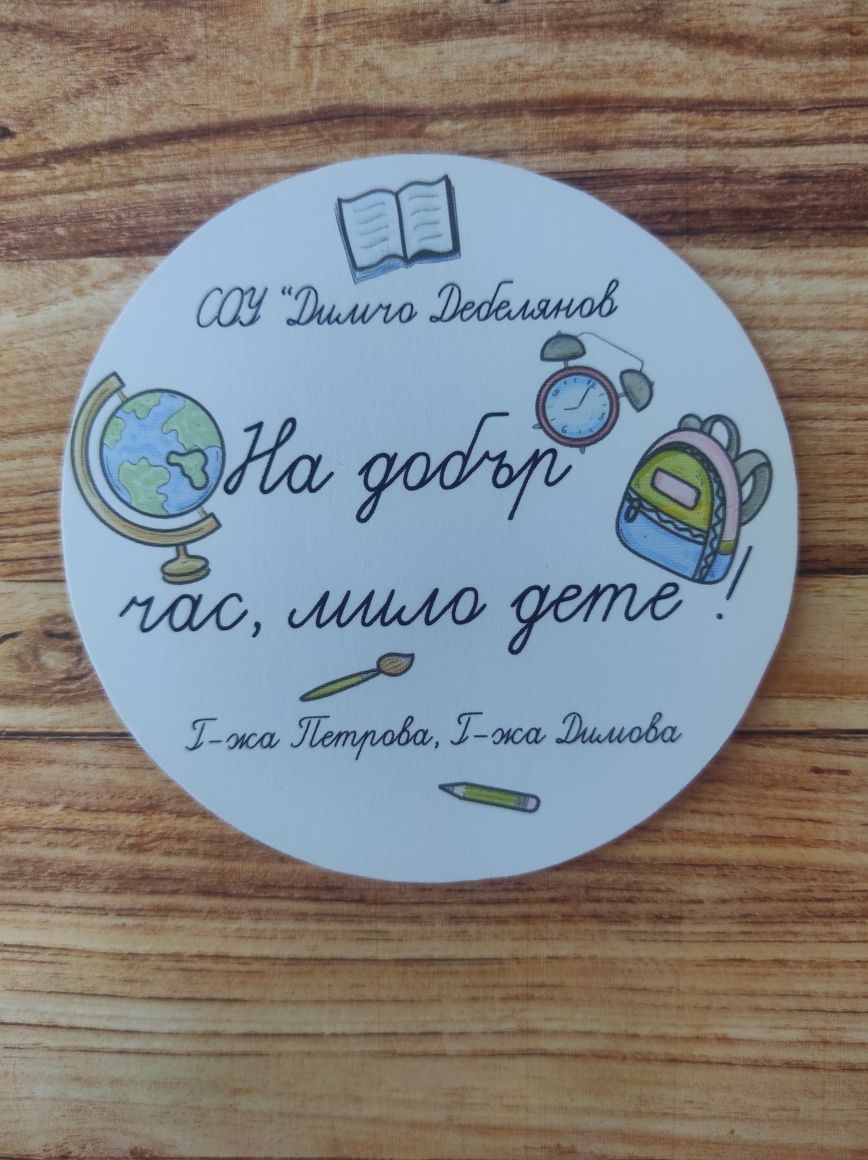 СОУ "Димчо Дебелянов
На добър
час, мило дете !
Г-жа Петрова, Г-жа Димова